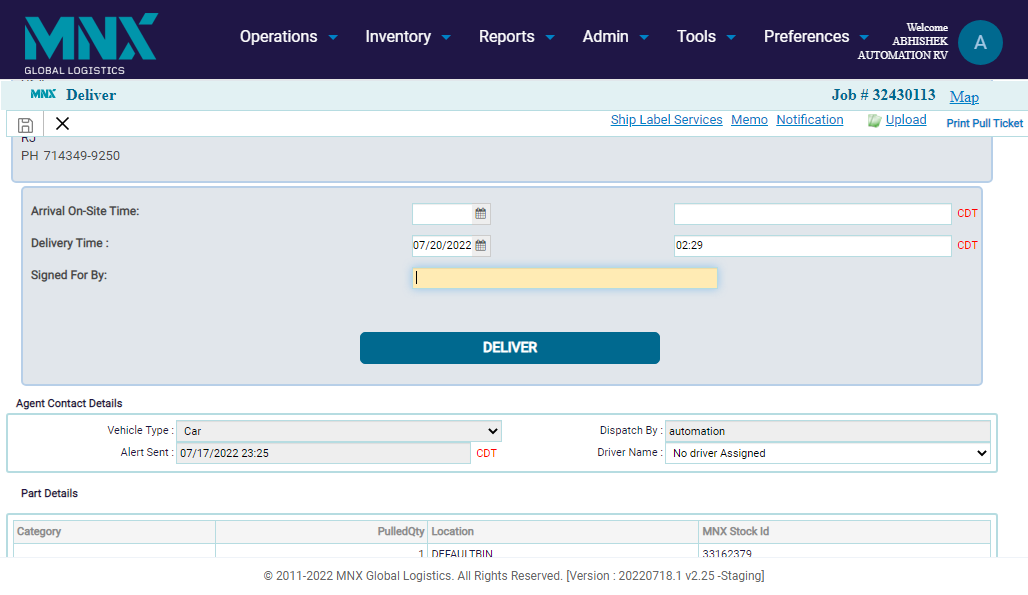 MNX
GLOBAL LOGISTICS
Operations Inventory Reports Admin Tools Preferences
Welcome
ABHISHEK
AUTOMATION RV
A
MNX Deliver Job # 32430113 Map
Ship Label Services Memo Notification Upload Print Pull Ticket
RJ
PH 714349-9250
Arrival On-Site Time: CDT
Delivery Time : 07/20/2022 02:29 CDT
Signed For By:
DELIVER
Agent Contact Details
Vehicle Type : Car Dispatch By : automation
Alert Sent : 07/17/2022 23:25 CDT Driver Name : No driver Assigned
Part Details
Category PulledQty Location MNX Stock Id
1 DEFAULTBIN 33162379
© 2011-2022 MNX Global Logistics. All Rights Reserved. [Version : 20220718.1 v2.25 -Staging]